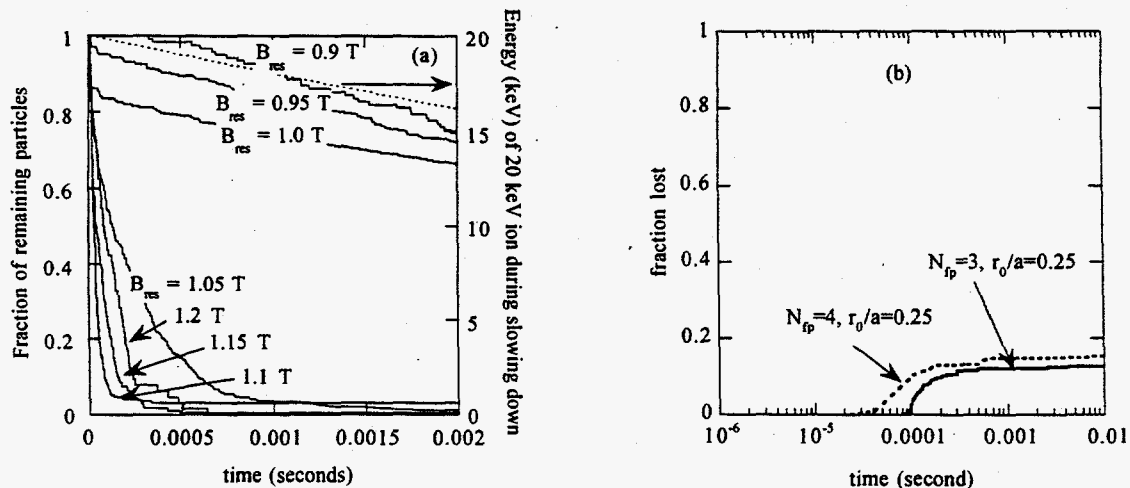 Fraction of remaining particles
1
0.8
0.6
0.4
0.2
0
B_res = 0.9 T
(a)
B_res = 0.95 T
B_res = 1.0 T
B_res = 1.05 T
1.2 T
1.15 T
1.1 T
20
15
10
5
0
Energy (keV) of 20 keV ion during slowing down
0 0.0005 0.001 0.0015 0.002
time (seconds)
fraction lost
1
0.8
0.6
0.4
0.2
0
(b)
N_fp=3, r_0/a=0.25
N_fp=4, r_0/a=0.25
10^-6 10^-5 0.0001 0.001 0.01
time (second)